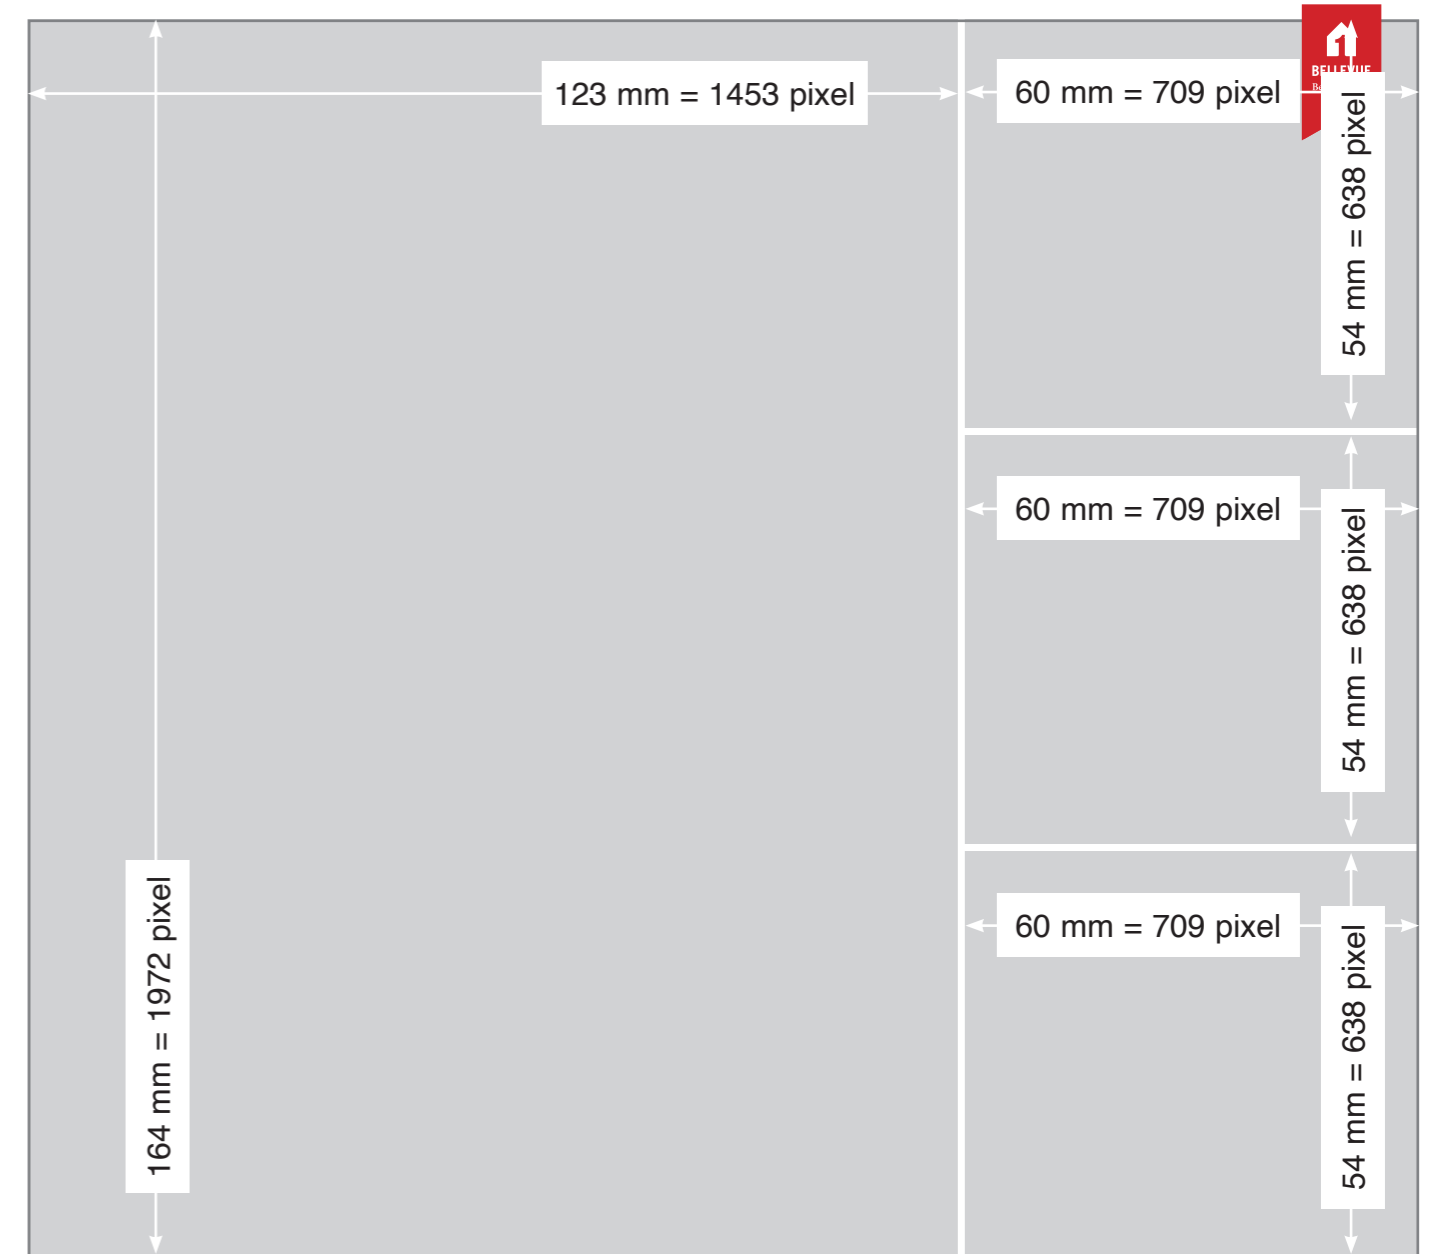 123 mm = 1453 pixel
60 mm = 709 pixel
BELLEVUE
54 mm = 638 pixel
60 mm = 709 pixel
54 mm = 638 pixel
164 mm = 1972 pixel
60 mm = 709 pixel
54 mm = 638 pixel